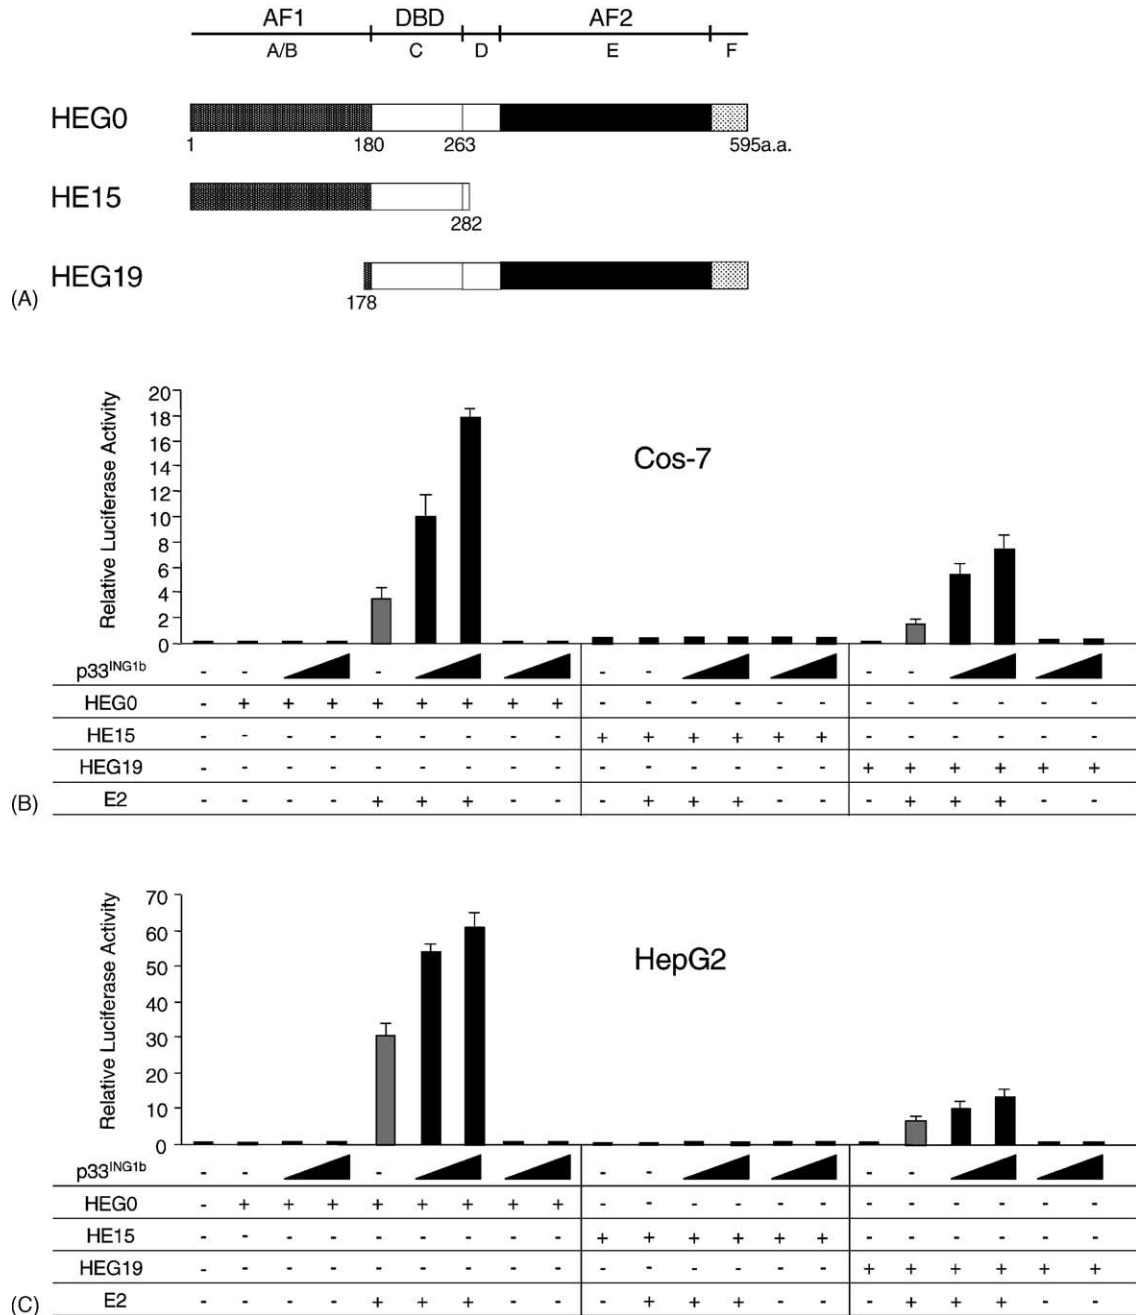 AF1 DBD AF2
A/B C D E F
HEG0
1 180 263 595a.a.
HE15
282
HEG19
178
(A)
Relative Luciferase Activity
20
18
16
14
12
10
8
6
4
2
0
Cos-7
p33ING1b - - - - - - -
HEG0 - + + + + + + + + - - - - - - - - - - - -
HE15 - - - - - - - - - + + + + + + - - - - - -
HEG19 - - - - - - - - - - - - - - - + + + + + +
E2 - - - - + + + - - - + + + - - - + + + - -
(B)
Relative Luciferase Activity
70
60
50
40
30
20
10
0
HepG2
p33ING1b - - - - - - -
HEG0 - + + + + + + + + - - - - - - - - - - - -
HE15 - - - - - - - - - + + + + + + - - - - - -
HEG19 - - - - - - - - - - - - - - - + + + + + +
E2 - - - - + + + - - - + + + - - - + + + - -
(C)